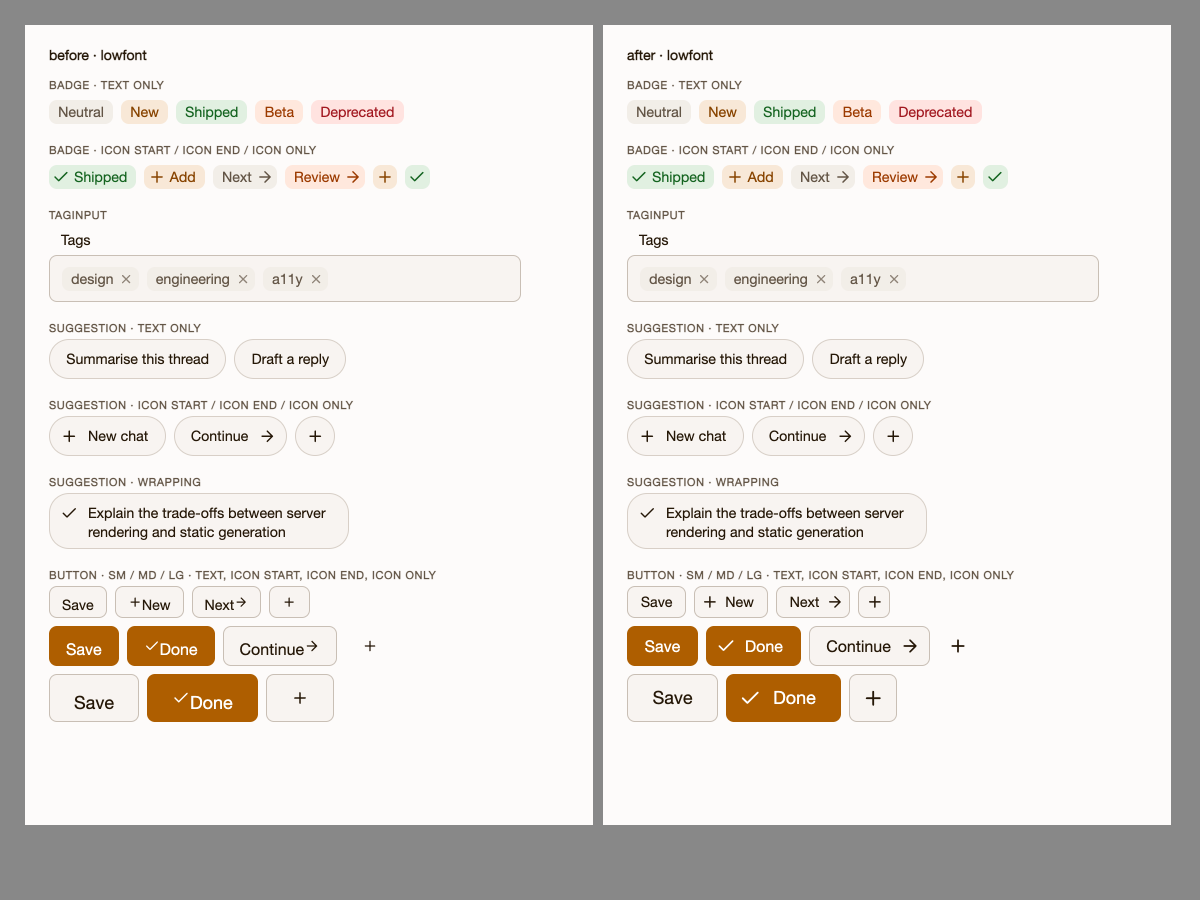 before · lowfont
BADGE · TEXT ONLY
Neutral New Shipped Beta Deprecated
BADGE · ICON START / ICON END / ICON ONLY
Shipped Add Next Review
TAGINPUT
Tags
design engineering a11y
SUGGESTION · TEXT ONLY
Summarise this thread Draft a reply
SUGGESTION · ICON START / ICON END / ICON ONLY
New chat Continue
SUGGESTION · WRAPPING
Explain the trade-offs between server
rendering and static generation
BUTTON · SM / MD / LG · TEXT, ICON START, ICON END, ICON ONLY
Save New Next
Save Done Continue
Save Done
after · lowfont
BADGE · TEXT ONLY
Neutral New Shipped Beta Deprecated
BADGE · ICON START / ICON END / ICON ONLY
Shipped Add Next Review
TAGINPUT
Tags
design engineering a11y
SUGGESTION · TEXT ONLY
Summarise this thread Draft a reply
SUGGESTION · ICON START / ICON END / ICON ONLY
New chat Continue
SUGGESTION · WRAPPING
Explain the trade-offs between server
rendering and static generation
BUTTON · SM / MD / LG · TEXT, ICON START, ICON END, ICON ONLY
Save New Next
Save Done Continue
Save Done